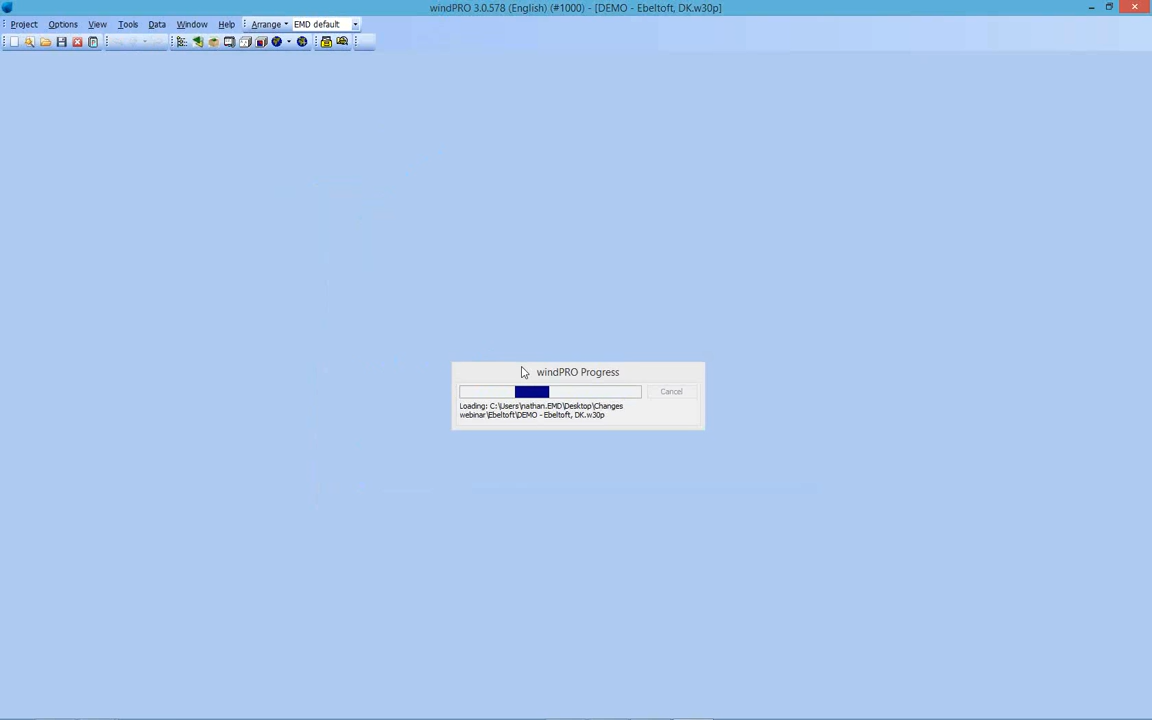 windPRO 3.0.578 (English) (#1000) - [DEMO - Ebeltoft, DK.w30p]
Project Options View Tools Data Window Help Arrange EMD default
windPRO Progress
Cancel
Loading: C:\Users\nathan.EMD\Desktop\Changes
webinar\Ebeltoft\DEMO - Ebeltoft, DK.w30p